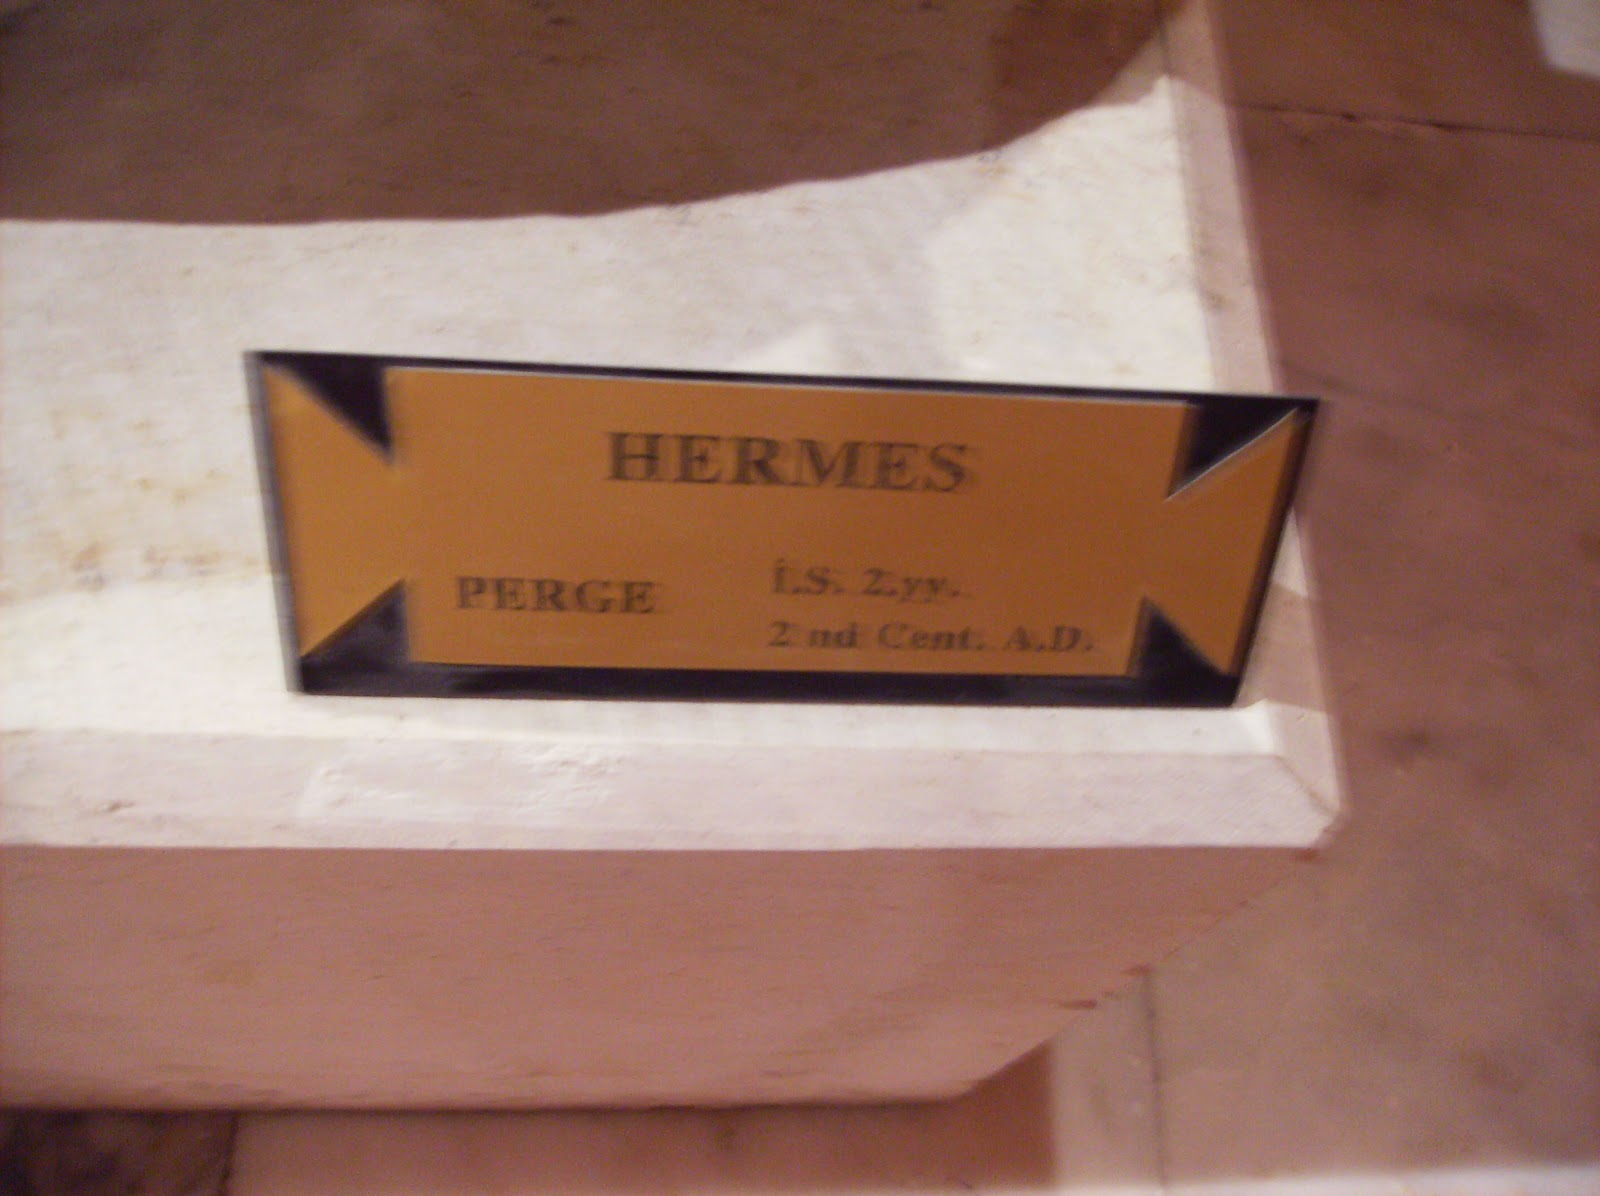 HERMES
PERGE
İ.S. 2.yy.
2 nd Cent. A.D.